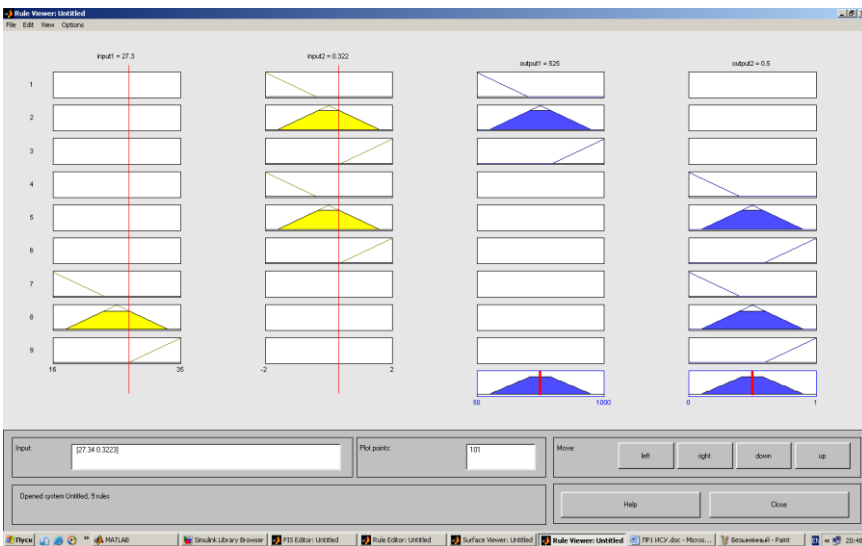 Rule Viewer: Untitled
File Edit View Options
input1 = 27.3
input2 = 0.322
output1 = 525
output2 = 0.5
1
2
3
4
5
6
7
8
9
16 35
-2 2
50 1000
0 1
Input:
[27.34 0.3223]
Plot points:
101
Move:
left
right
down
up
Opened system Untitled, 9 rules
Help
Close
Пуск
MATLAB
Simulink Library Browser
FIS Editor: Untitled
Rule Editor: Untitled
Surface Viewer: Untitled
Rule Viewer: Untitled
ПР1 ИСУ.doc - Micros...
Безымянный - Paint